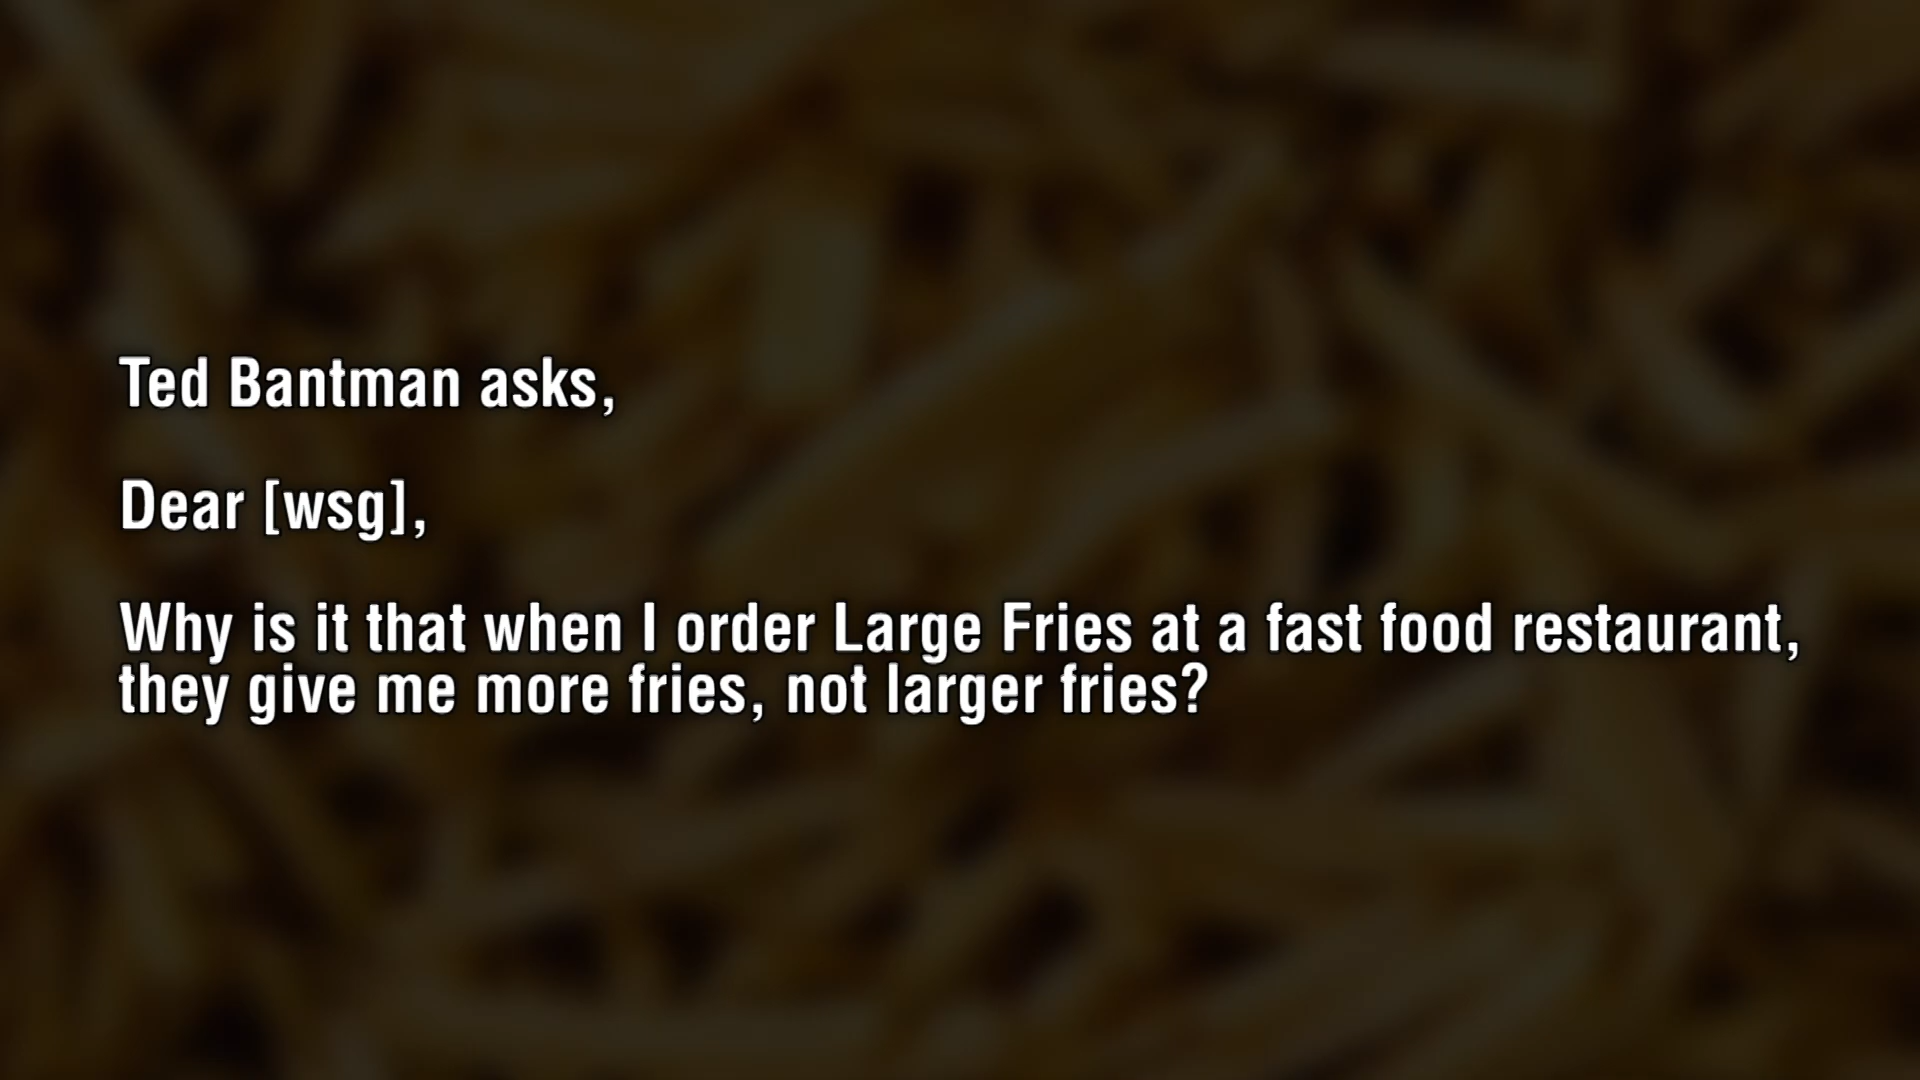 Ted Bantman asks,
Dear [wsg],
Why is it that when I order Large Fries at a fast food restaurant,
they give me more fries, not larger fries?